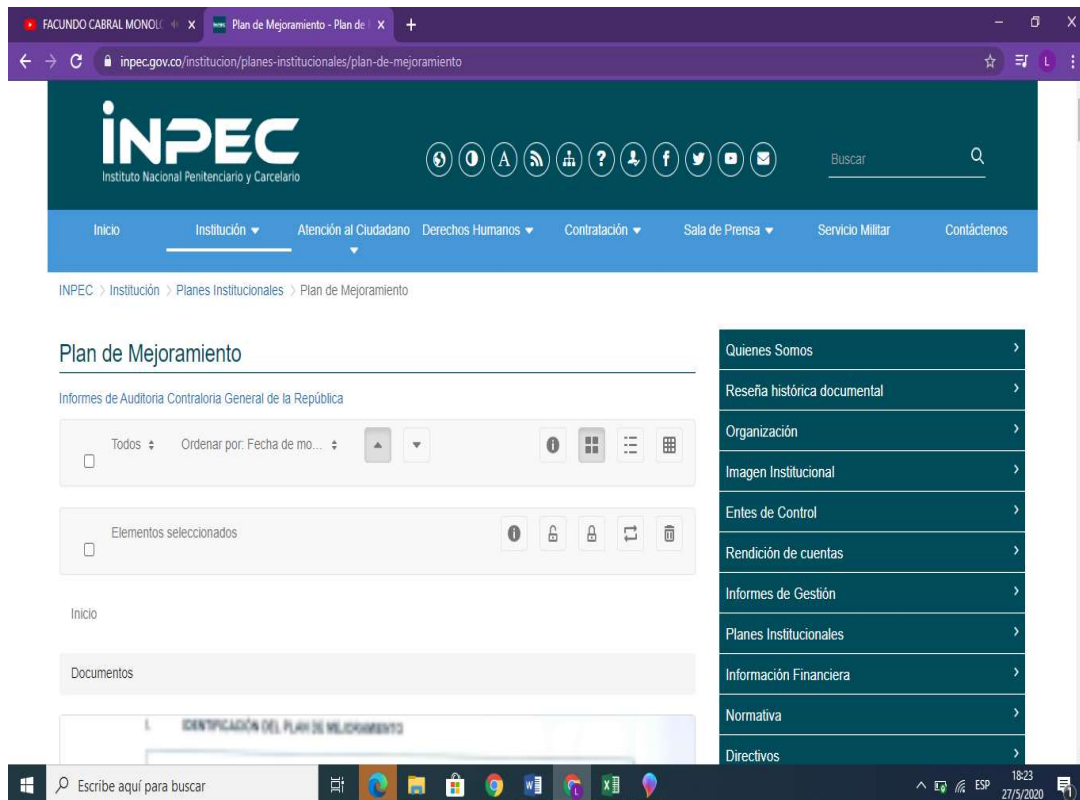 FACUNDO CABRAL MONOLO
Plan de Mejoramiento - Plan de
inpec.gov.co/institucion/planes-institucionales/plan-de-mejoramiento
L
INPEC
Instituto Nacional Penitenciario y Carcelario
Buscar
Inicio
Institución
Atención al Ciudadano
Derechos Humanos
Contratación
Sala de Prensa
Servicio Militar
Contáctenos
INPEC > Institución > Planes Institucionales > Plan de Mejoramiento
Plan de Mejoramiento
Informes de Auditoria Contraloria General de la República
Todos
Ordenar por: Fecha de mo...
Elementos seleccionados
Inicio
Documentos
I. IDENTIFICACIÓN DEL PLAN DE MEJORAMIENTO
Quienes Somos
Reseña histórica documental
Organización
Imagen Institucional
Entes de Control
Rendición de cuentas
Informes de Gestión
Planes Institucionales
Información Financiera
Normativa
Directivos
Escribe aquí para buscar
ESP
18:23
27/5/2020